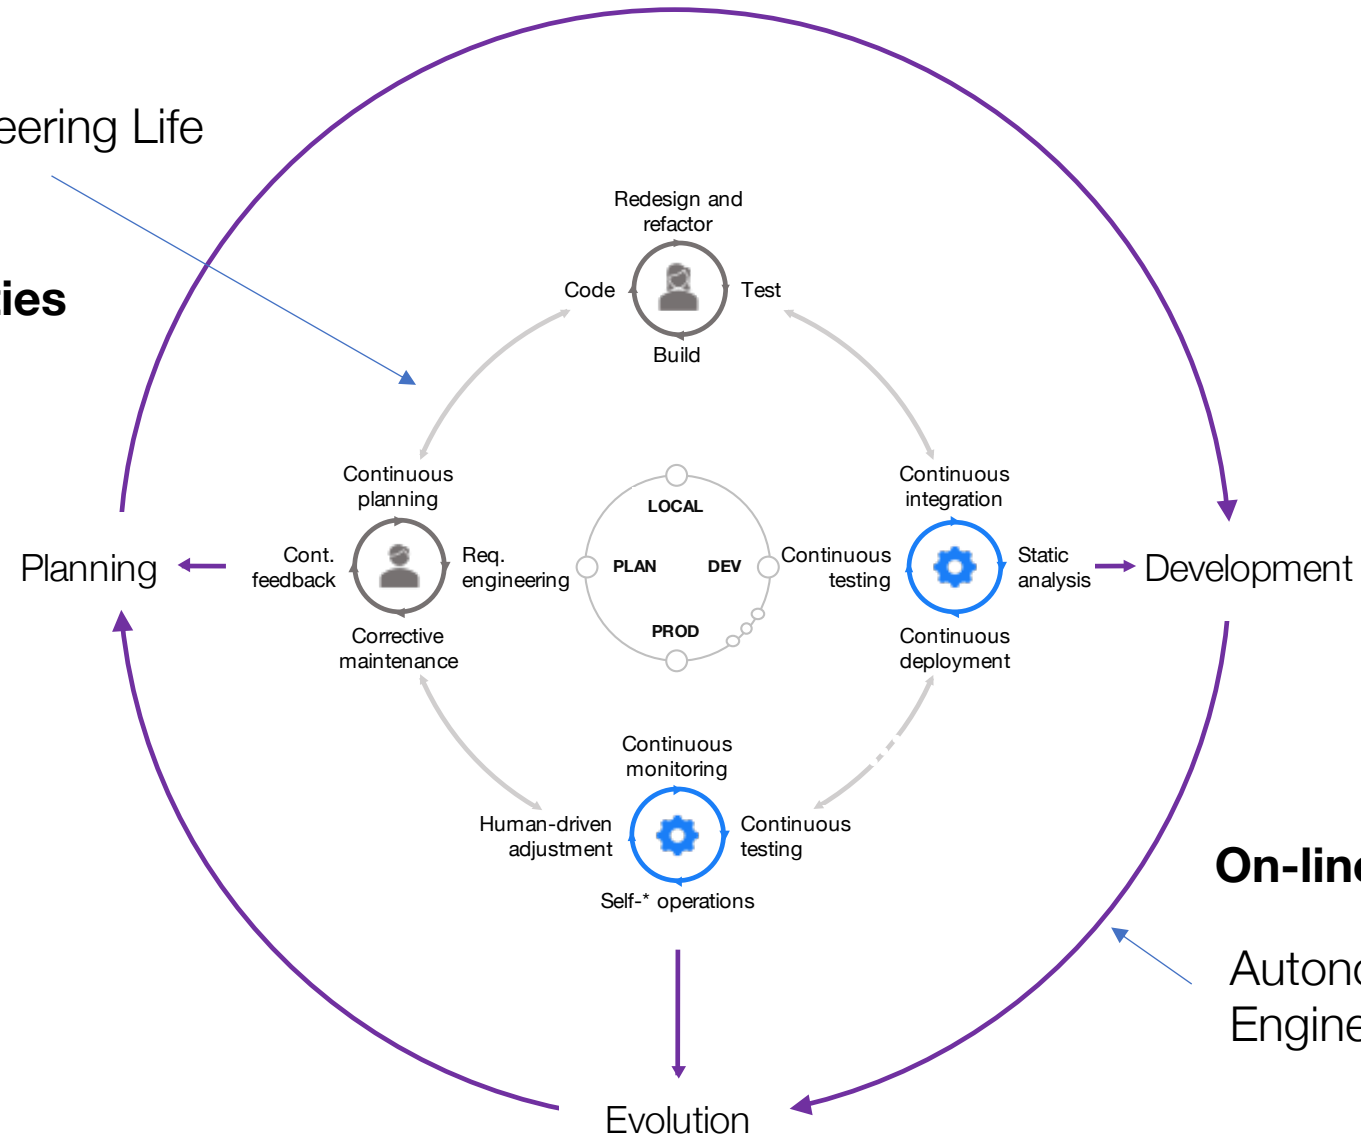 eering Life
ties
Redesign and
refactor
Code
Test
Build
Continuous
planning
Cont.
feedback
Req.
engineering
Corrective
maintenance
LOCAL
PLAN
DEV
PROD
Continuous
integration
Continuous
testing
Static
analysis
Continuous
deployment
Planning
Development
Continuous
monitoring
Human-driven
adjustment
Continuous
testing
Self-* operations
On-line
Autono
Engine
Evolution